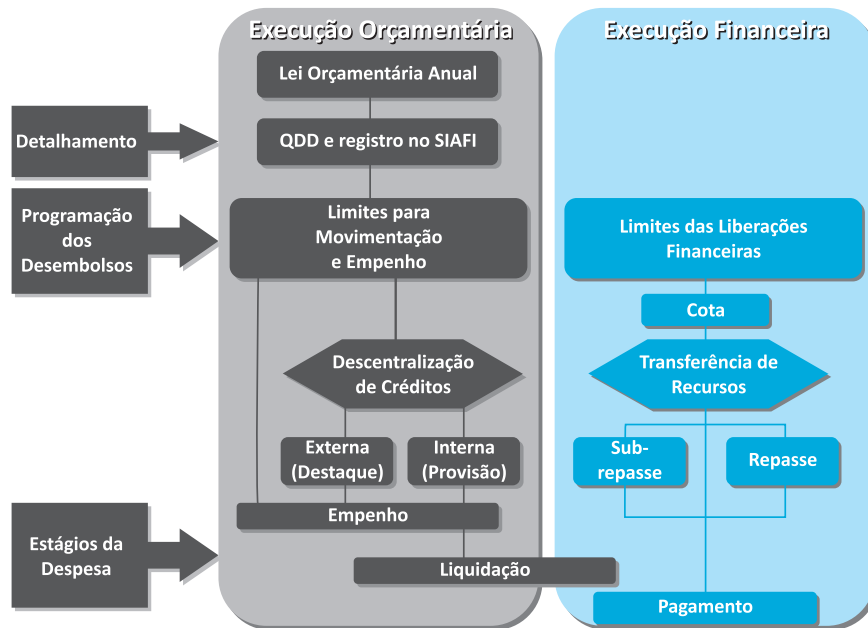 Execução Orçamentária
Execução Financeira
Lei Orçamentária Anual
Detalhamento
QDD e registro no SIAFI
Programação
dos
Desembolsos
Limites para
Movimentação
e Empenho
Limites das Liberações
Financeiras
Cota
Descentralização
de Créditos
Transferência de
Recursos
Externa
(Destaque)
Interna
(Provisão)
Sub-
repasse
Repasse
Empenho
Estágios da
Despesa
Liquidação
Pagamento